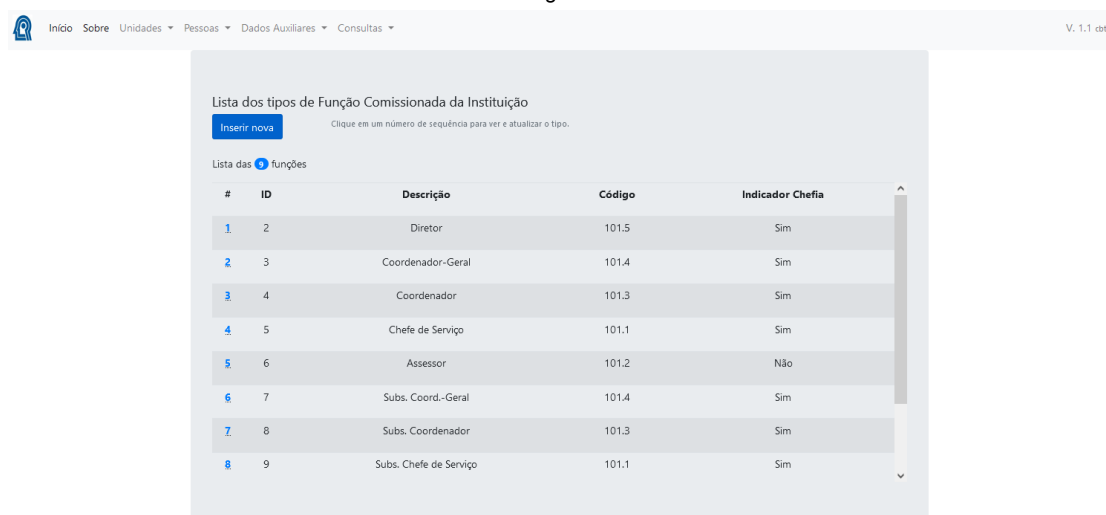 Início Sobre Unidades Pessoas Dados Auxiliares Consultas V. 1.1 cbt
Lista dos tipos de Função Comissionada da Instituição
Inserir nova Clique em um número de sequência para ver e atualizar o tipo.
Lista das 9 funções
# ID Descrição Código Indicador Chefia
1 2 Diretor 101.5 Sim
2 3 Coordenador-Geral 101.4 Sim
3 4 Coordenador 101.3 Sim
4 5 Chefe de Serviço 101.1 Sim
5 6 Assessor 101.2 Não
6 7 Subs. Coord.-Geral 101.4 Sim
7 8 Subs. Coordenador 101.3 Sim
8 9 Subs. Chefe de Serviço 101.1 Sim